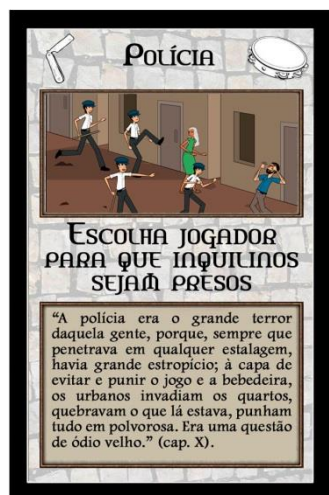 Polícia
Escolha jogador
para que inquilinos
sejam presos
“A polícia era o grande terror
daquela gente, porque, sempre que
penetrava em qualquer estalagem,
havia grande estropício; à capa de
evitar e punir o jogo e a bebedeira,
os urbanos invadiam os quartos,
quebravam o que lá estava, punham
tudo em polvorosa. Era uma questão
de ódio velho.” (cap. X).